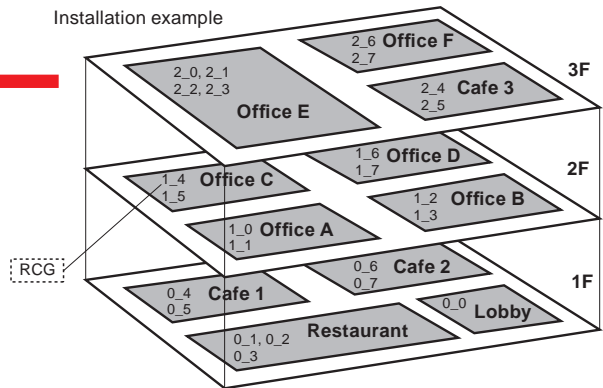 Installation example
2_6 Office F
2_7
2_0, 2_1
2_2, 2_3
Office E
2_4 Cafe 3
2_5
3F
1_6 Office D
1_7
1_4 Office C
1_5
1_2 Office B
1_3
1_0 Office A
1_1
2F
RCG
0_6 Cafe 2
0_7
0_4 Cafe 1
0_5
0_0 Lobby
0_1, 0_2 Restaurant
0_3
1F